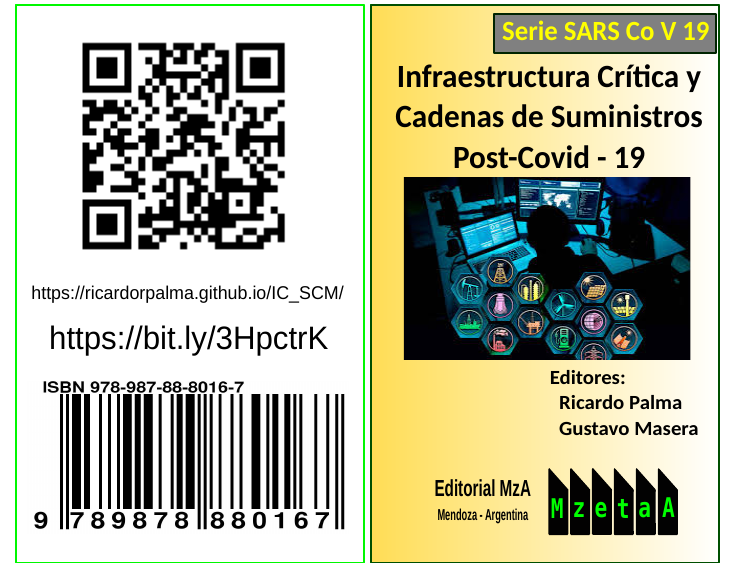 https://ricardorpalma.github.io/IC_SCM/
https://bit.ly/3HpctrK
ISBN 978-987-88-8016-7
9 789878 880167
Serie SARS Co V 19
Infraestructura Crítica y
Cadenas de Suministros
Post-Covid - 19
Editores:
Ricardo Palma
Gustavo Masera
Editorial MzA
Mendoza - Argentina
MzetaA